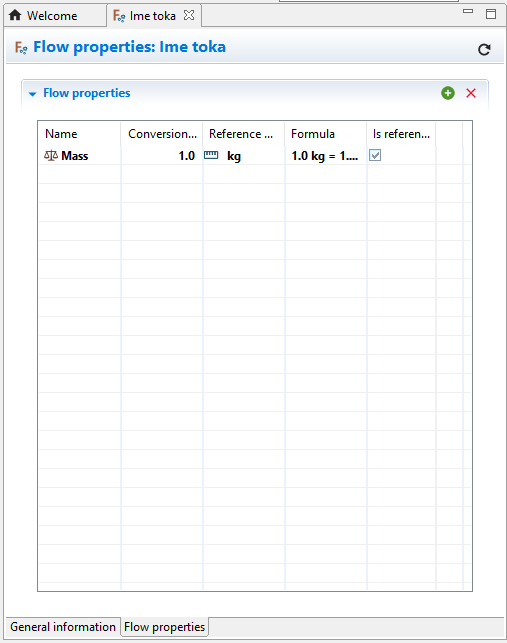 Welcome
Ime toka
Flow properties: Ime toka
Flow properties
Name Conversion... Reference ... Formula Is referen...
Mass 1.0 kg 1.0 kg = 1....
General information Flow properties